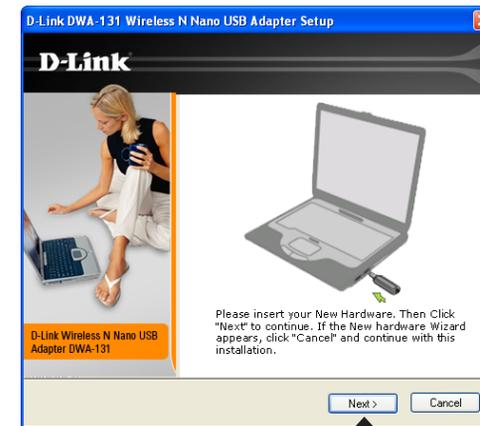 D-Link DWA-131 Wireless N Nano USB Adapter Setup
D-Link
Please insert your New Hardware. Then Click
"Next" to continue. If the New hardware Wizard
appears, click "Cancel" and continue with this
installation.
D-Link Wireless N Nano USB
Adapter DWA-131
Next >
Cancel